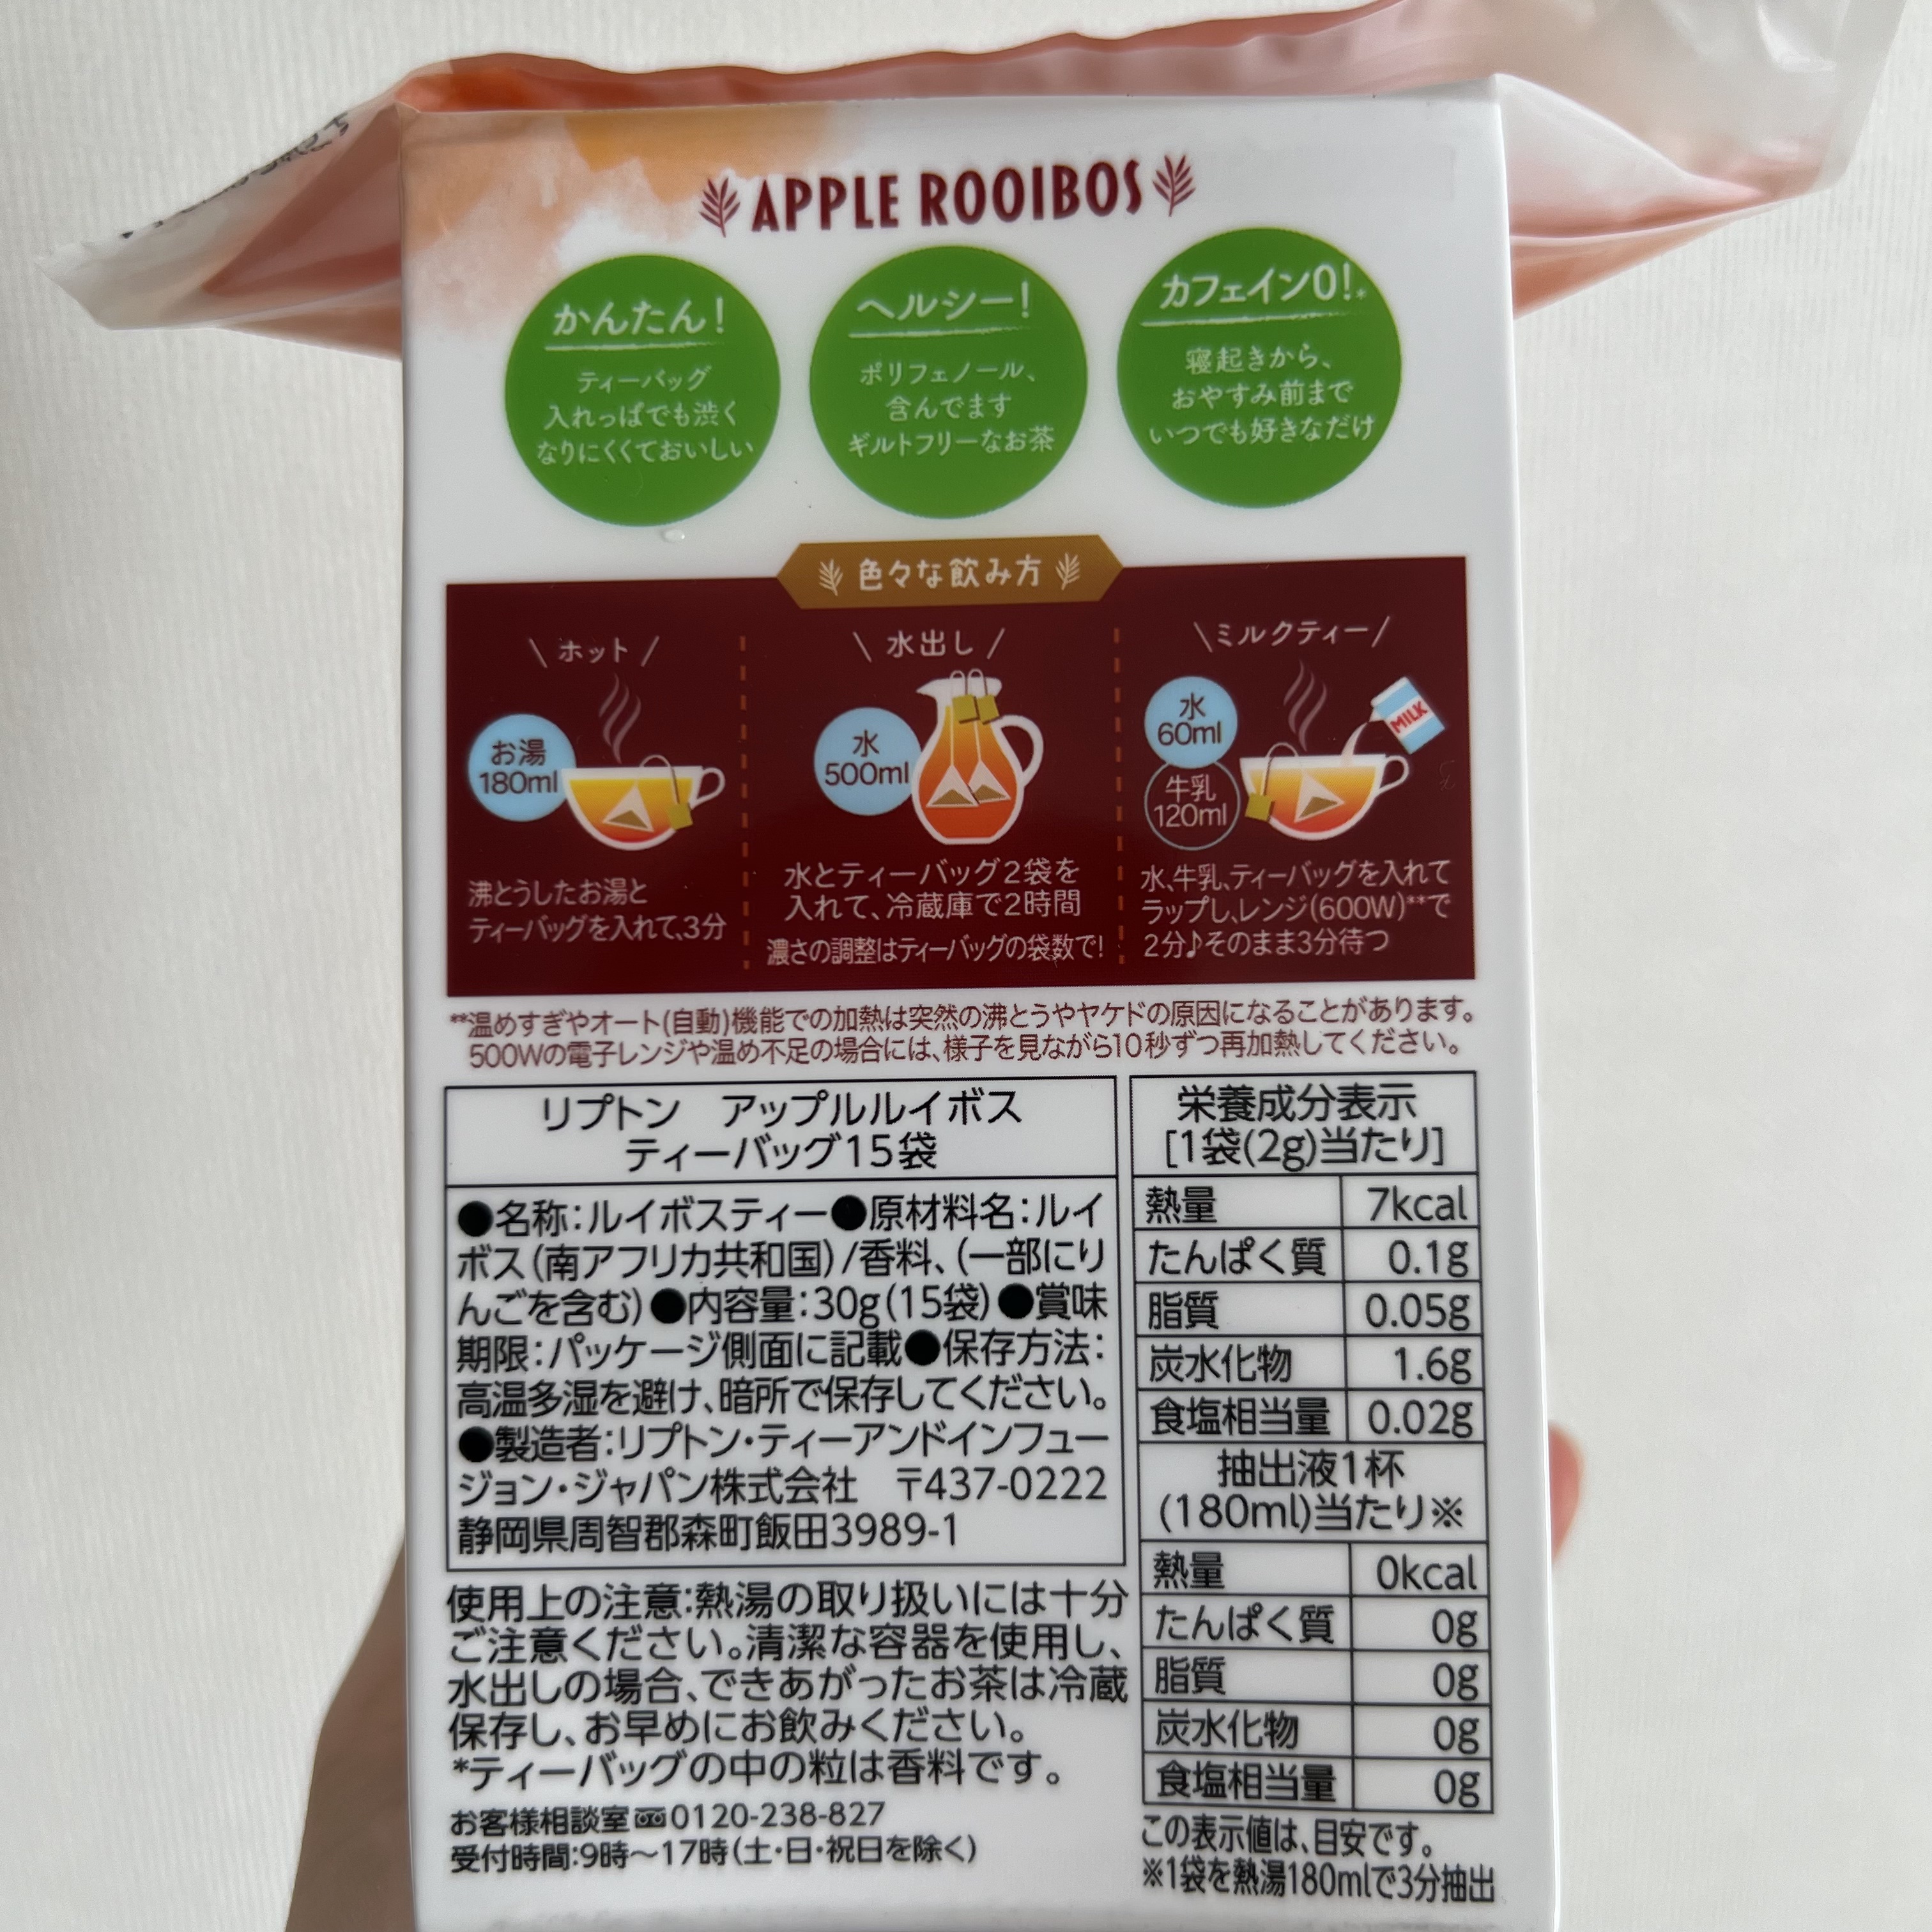 APPLE ROOIBOS
かんたん!
ティーバッグ
入れっぱでも渋く
なりにくくておいしい
ヘルシー!
ポリフェノール、
含んでます
ギルトフリーなお茶
カフェイン0!*
寝起きから、
おやすみ前まで
いつでも好きなだけ
色々な飲み方
\ ホット /
お湯
180ml
沸とうしたお湯と
ティーバッグを入れて、3分
\ 水出し /
水
500ml
水とティーバッグ2袋を
入れて、冷蔵庫で2時間
濃さの調整はティーバッグの袋数で!
\ ミルクティー /
水
60ml
牛乳
120ml
MILK
水、牛乳、ティーバッグを入れて
ラップし、レンジ(600W)**で
2分♪そのまま3分待つ
**温めすぎやオート(自動)機能での加熱は突然の沸とうやヤケドの原因になることがあります。
500Wの電子レンジや温め不足の場合には、様子を見ながら10秒ずつ再加熱してください。
リプトン　アップルルイボス
ティーバッグ15袋
●名称:ルイボスティー●原材料名:ルイ
ボス(南アフリカ共和国)/香料、(一部にり
んごを含む)●内容量:30g(15袋)●賞味
期限:パッケージ側面に記載●保存方法:
高温多湿を避け、暗所で保存してください。
●製造者:リプトン・ティーアンドインフュー
ジョン・ジャパン株式会社　〒437-0222
静岡県周智郡森町飯田3989-1
使用上の注意:熱湯の取り扱いには十分
ご注意ください。清潔な容器を使用し、
水出しの場合、できあがったお茶は冷蔵
保存し、お早めにお飲みください。
*ティーバッグの中の粒は香料です。
お客様相談室 0120-238-827
受付時間:9時〜17時(土・日・祝日を除く)
栄養成分表示
[1袋(2g)当たり]
熱量 7kcal
たんぱく質 0.1g
脂質 0.05g
炭水化物 1.6g
食塩相当量 0.02g
抽出液1杯
(180ml)当たり※
熱量 0kcal
たんぱく質 0g
脂質 0g
炭水化物 0g
食塩相当量 0g
この表示値は、目安です。
※1袋を熱湯180mlで3分抽出